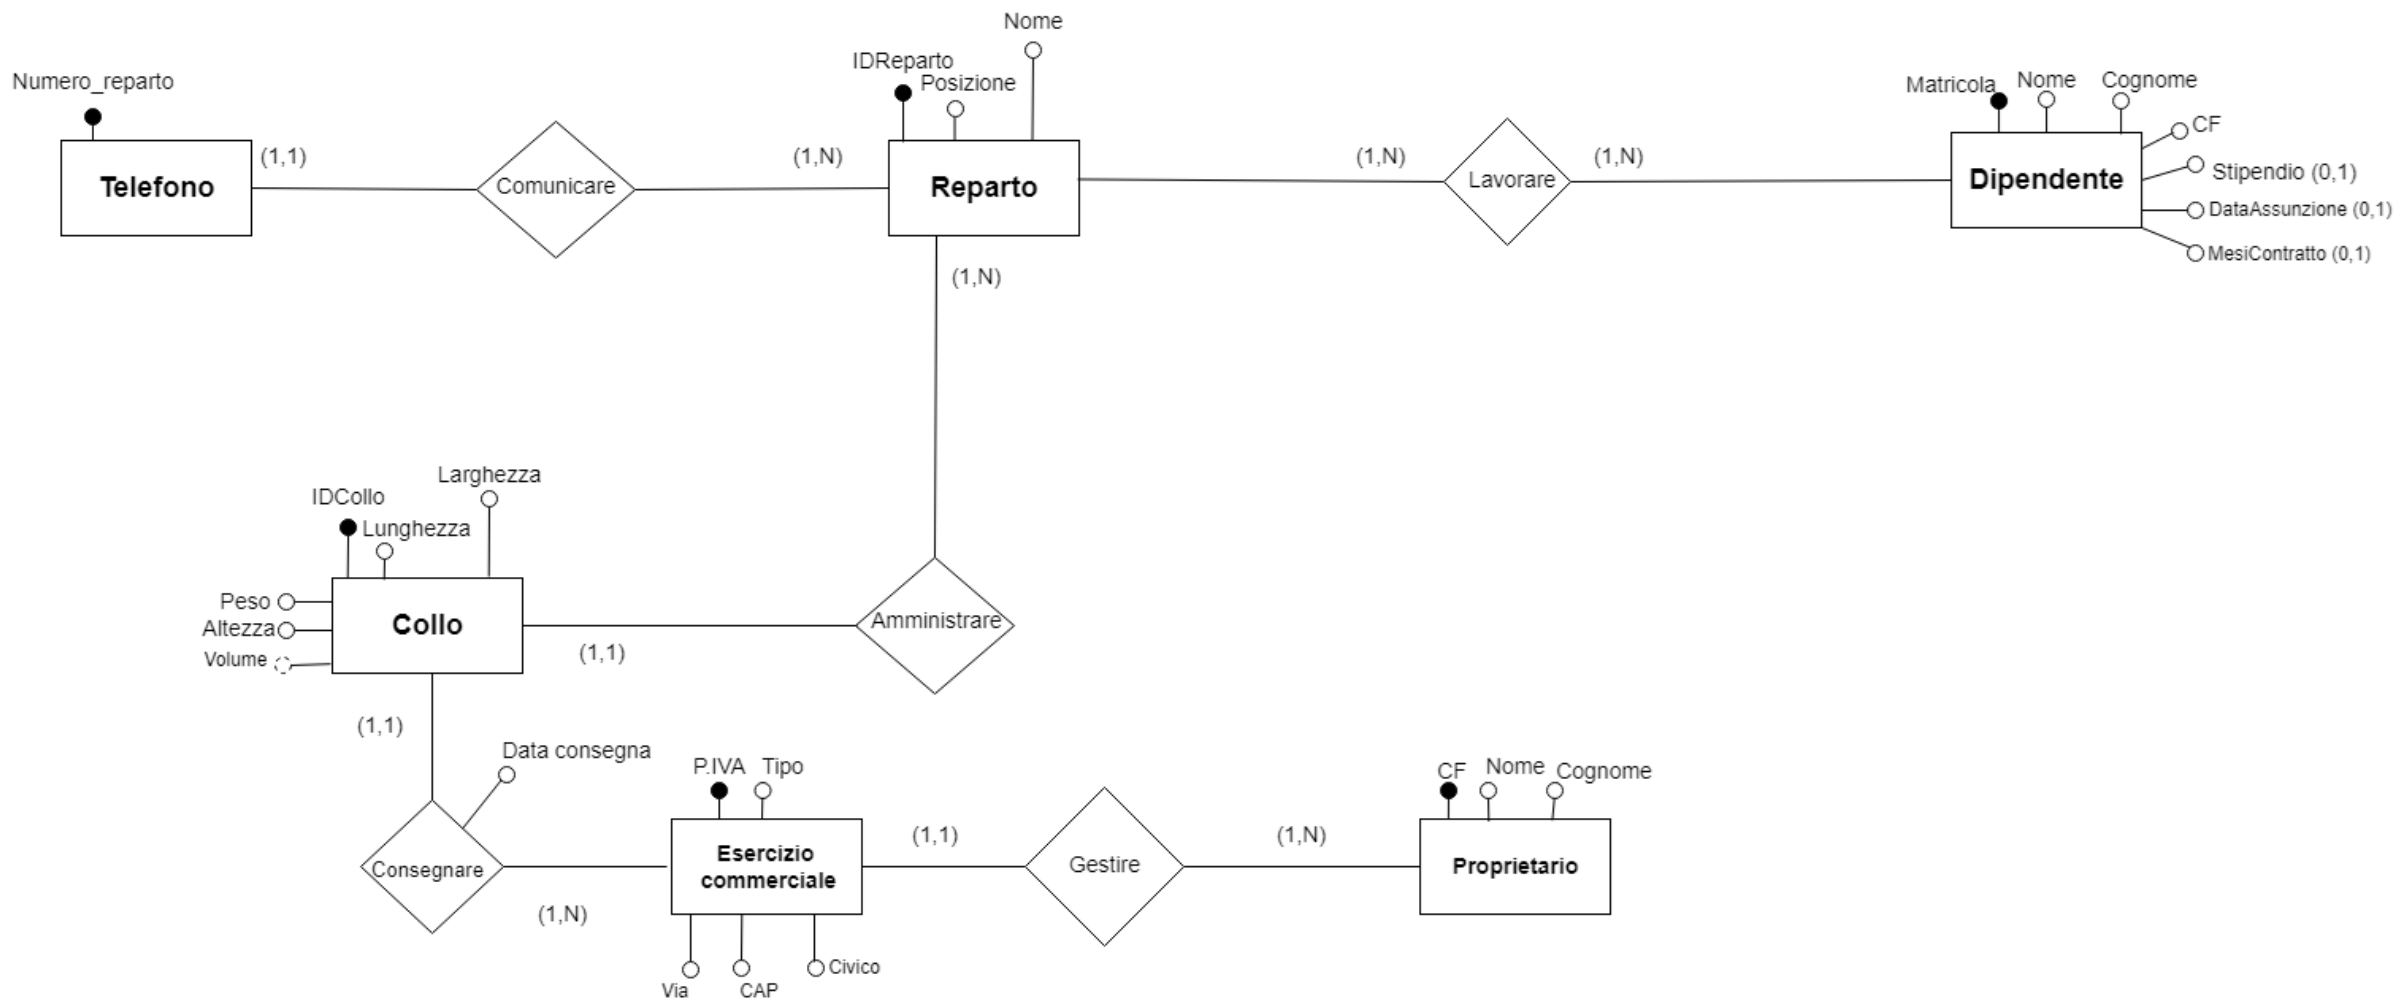 Nome
IDReparto
Posizione
Numero_reparto
Matricola
Nome
Cognome
CF
Stipendio (0,1)
DataAssunzione (0,1)
MesiContratto (0,1)
Telefono
(1,1)
Comunicare
(1,N)
Reparto
(1,N)
Lavorare
(1,N)
Dipendente
(1,N)
Larghezza
IDCollo
Lunghezza
Peso
Altezza
Volume
Collo
(1,1)
Amministrare
(1,1)
Data consegna
Consegnare
(1,N)
P.IVA
Tipo
Esercizio
commerciale
Via
CAP
Civico
(1,1)
Gestire
(1,N)
CF
Nome
Cognome
Proprietario